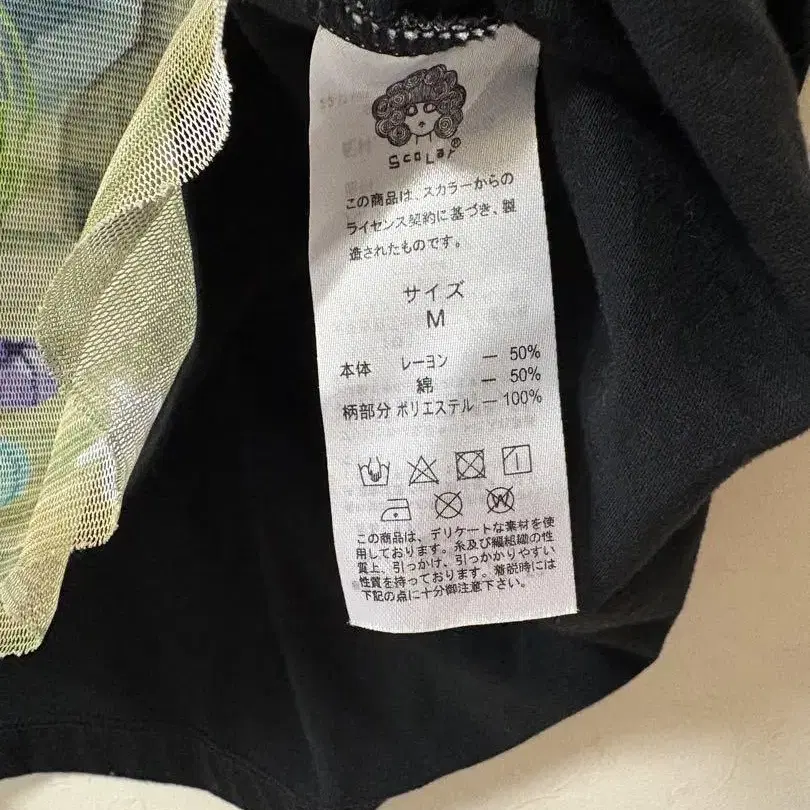 ScoLar®
この商品は、スカラーからの
ライセンス契約に基づき、製
造されたものです。
サイズ
M
本体 レーヨン — 50%
綿 — 50%
柄部分 ポリエステル — 100%
W
この商品は、デリケートな素材を使
用しております。糸及び繊組織の性
質上、引っかけ、引っかかりやすい
性質を持っております。着脱時には
下記の点に十分御注意下さい。